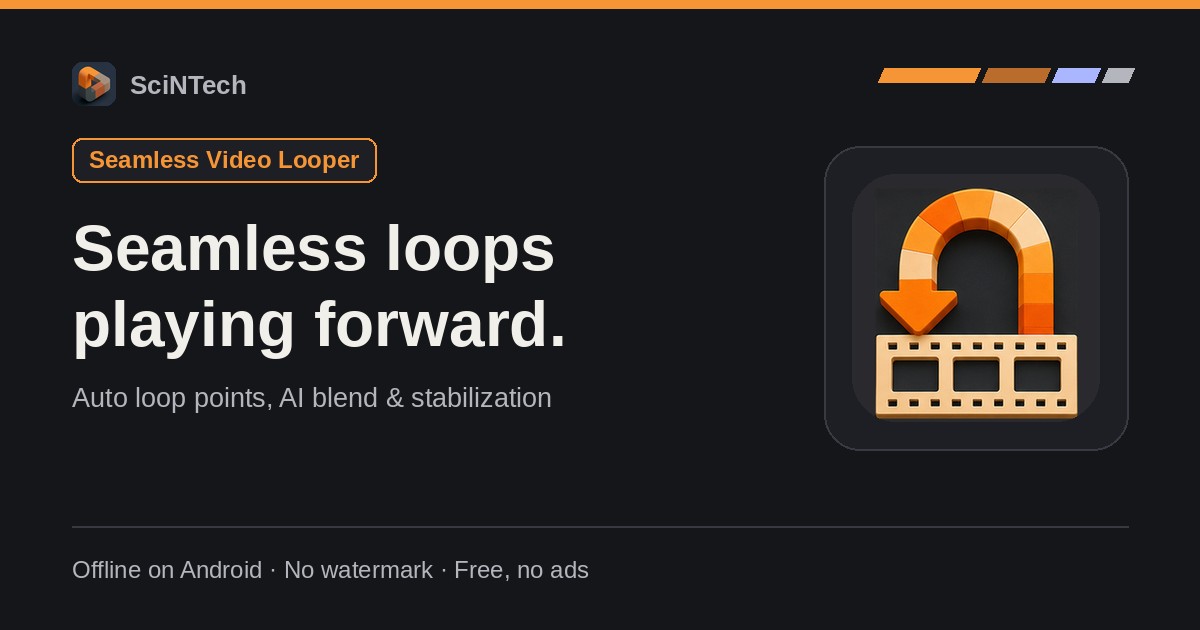 SciNTech
Seamless Video Looper
Seamless loops
playing forward.
Auto loop points, AI blend & stabilization
Offline on Android · No watermark · Free, no ads